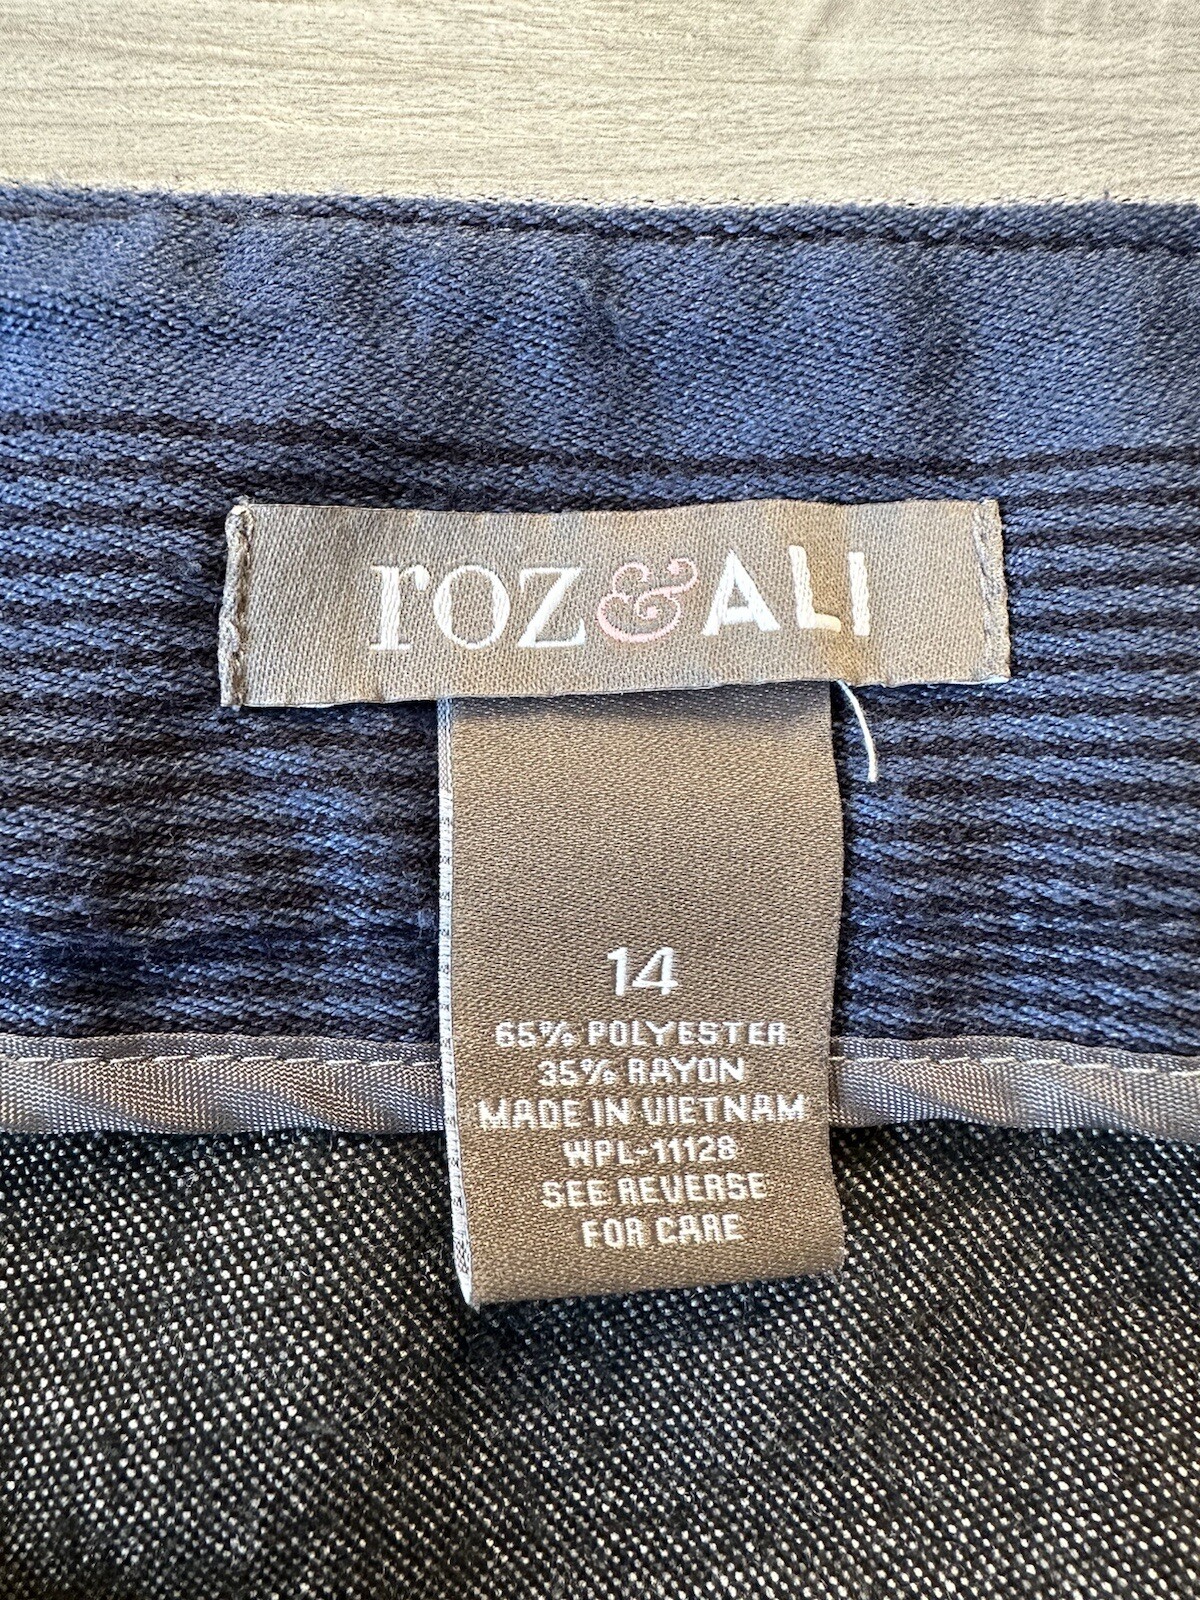 roz&ALI
14
65% POLYESTER
35% RAYON
MADE IN VIETNAM
WPL-11128
SEE REVERSE
FOR CARE